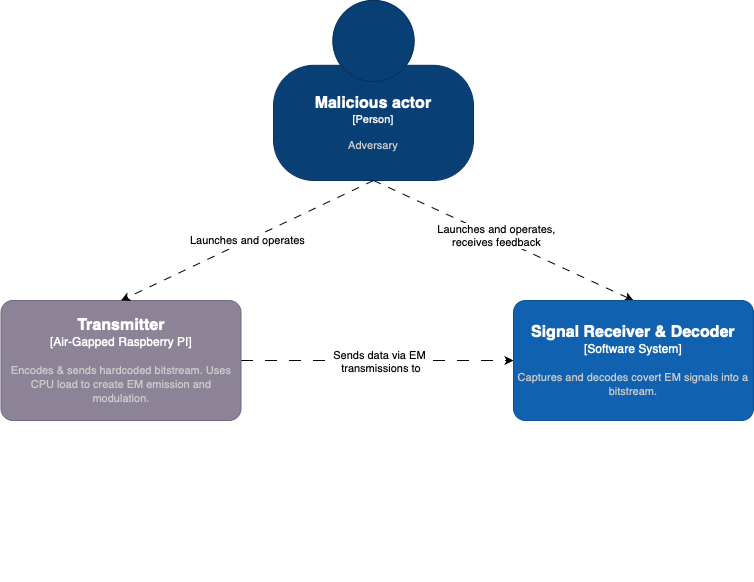 Malicious actor
[Person]
Adversary
Launches and operates
Launches and operates,
receives feedback
Transmitter
[Air-Gapped Raspberry PI]
Encodes & sends hardcoded bitstream. Uses
CPU load to create EM emission and
modulation.
Sends data via EM
transmissions to
Signal Receiver & Decoder
[Software System]
Captures and decodes covert EM signals into a
bitstream.